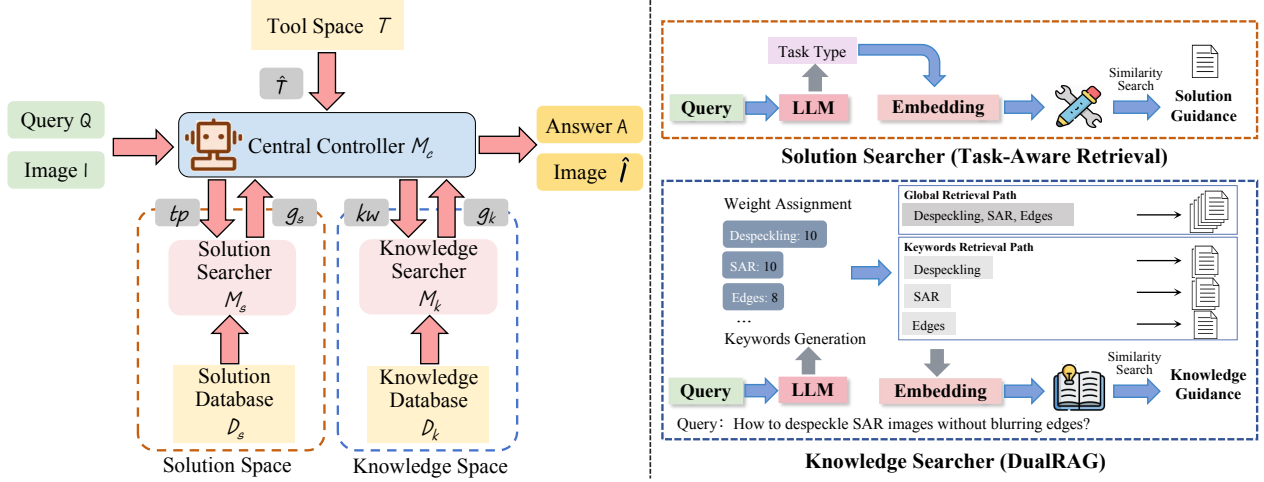 Tool Space T
T̂
Query Q
Image I
Central Controller M_c
Answer A
Image Î
tp
g_s
kw
g_k
Solution
Searcher
M_s
Knowledge
Searcher
M_k
Solution
Database
D_s
Knowledge
Database
D_k
Solution Space
Knowledge Space
Task Type
Query
LLM
Embedding
Similarity
Search
Solution
Guidance
Solution Searcher (Task-Aware Retrieval)
Weight Assignment
Despeckling: 10
SAR: 10
Edges: 8
...
Keywords Generation
Global Retrieval Path
Despeckling, SAR, Edges
Keywords Retrieval Path
Despeckling
SAR
Edges
Query
LLM
Embedding
Similarity
Search
Knowledge
Guidance
Query: How to despeckle SAR images without blurring edges?
Knowledge Searcher (DualRAG)